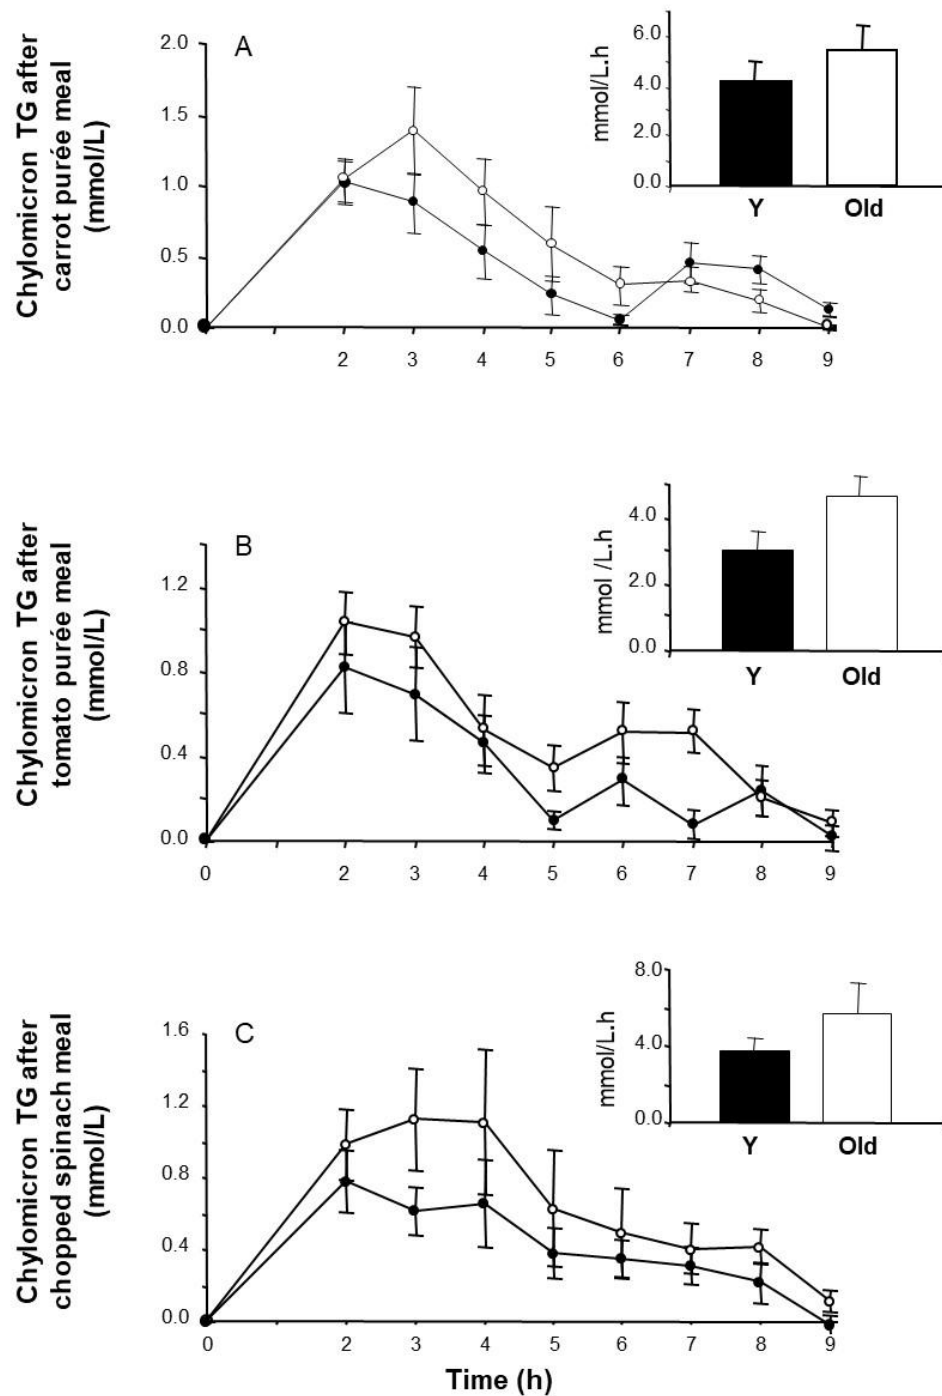 Chylomicron TG after
carrot purée meal
(mmol/L)
A
2.0
1.5
1.0
0.5
0.0
2 3 4 5 6 7 8 9
mmol/L.h
6.0
4.0
2.0
0.0
Y Old
Chylomicron TG after
tomato purée meal
(mmol/L)
B
1.2
0.8
0.4
0.0
0 2 3 4 5 6 7 8 9
mmol /L.h
4.0
2.0
0.0
Y Old
Chylomicron TG after
chopped spinach meal
(mmol/L)
C
1.6
1.2
0.8
0.4
0.0
0 2 3 4 5 6 7 8 9
Time (h)
mmol/L.h
8.0
4.0
0.0
Y Old